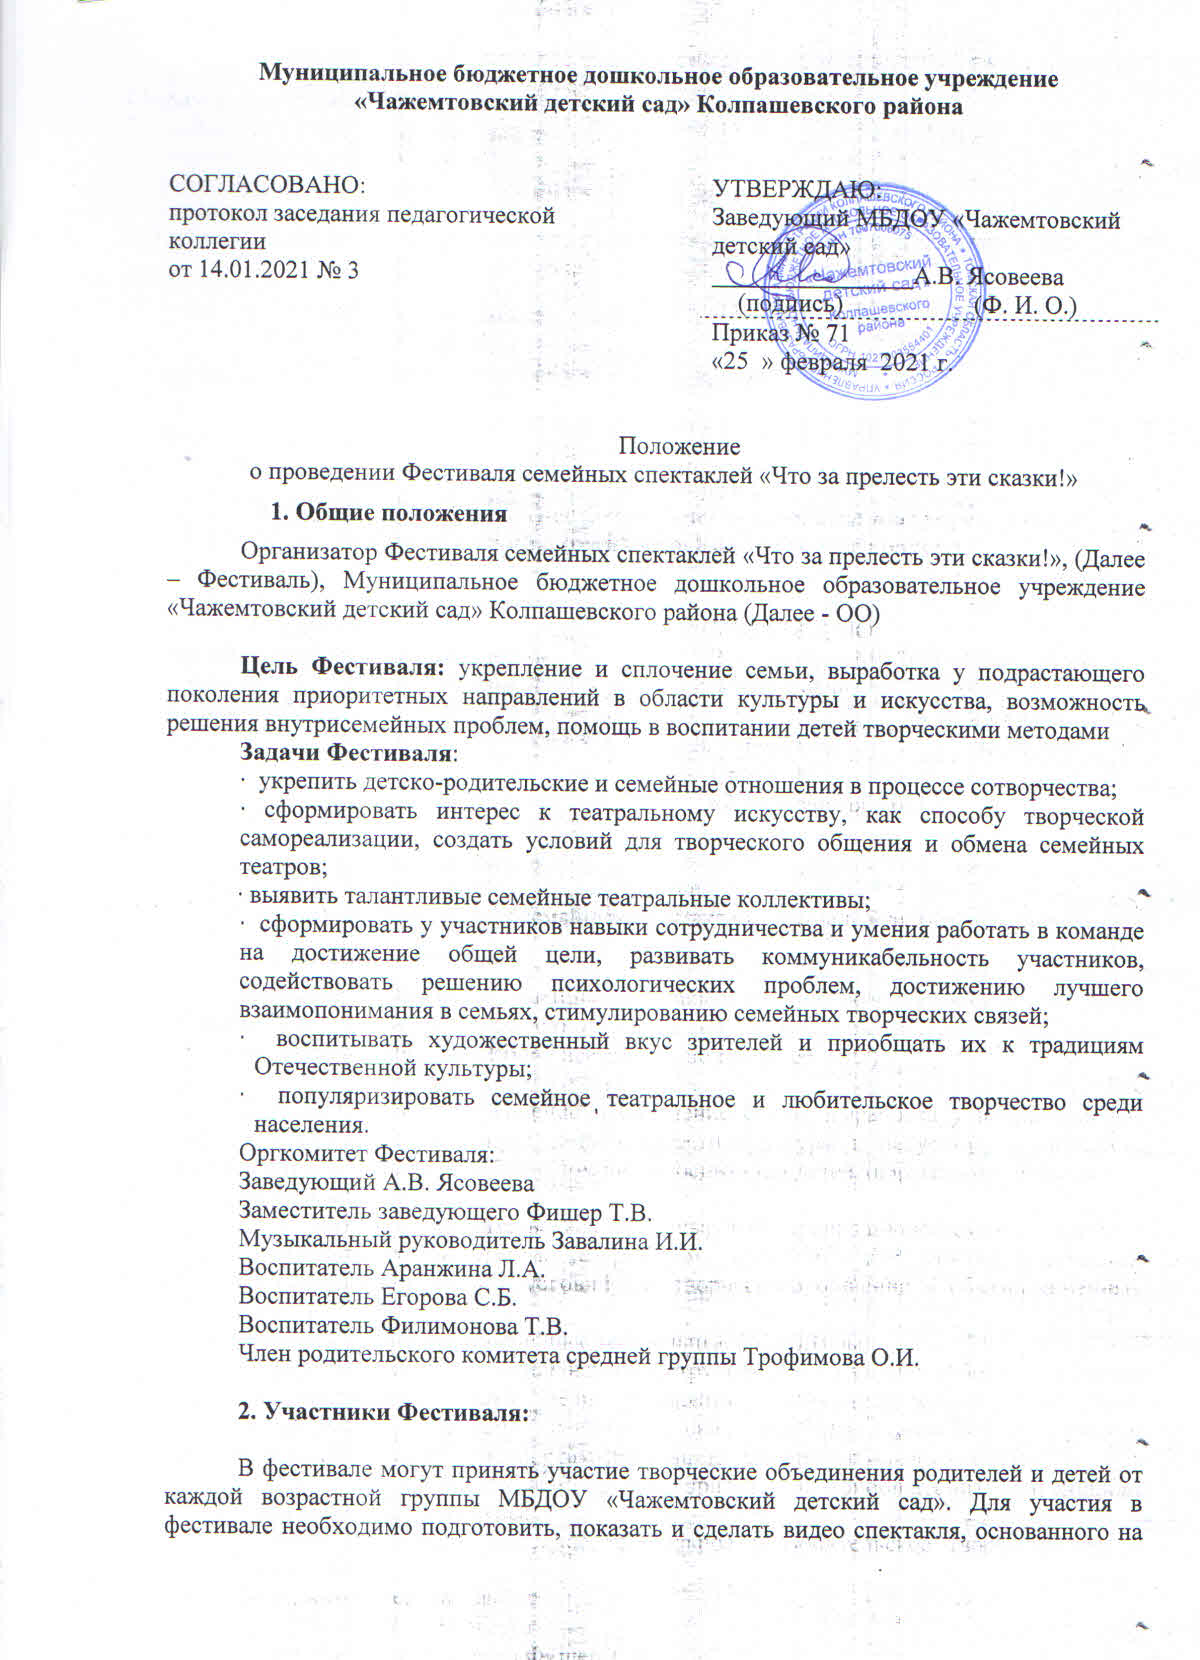 Муниципальное бюджетное дошкольное образовательное учреждение
«Чажемтовский детский сад» Колпашевского района
СОГЛАСОВАНО:
протокол заседания педагогической
коллегии
от 14.01.2021 № 3
УТВЕРЖДАЮ:
Заведующий МБДОУ «Чажемтовский
детский сад»
А.В. Ясовеева
(подпись) (Ф. И. О.)
Приказ № 71
«25 » февраля 2021 г.
«Чажемтовский
детский сад»
Колпашевского
района
Положение
о проведении Фестиваля семейных спектаклей «Что за прелесть эти сказки!»
1. Общие положения
Организатор Фестиваля семейных спектаклей «Что за прелесть эти сказки!», (Далее
– Фестиваль), Муниципальное бюджетное дошкольное образовательное учреждение
«Чажемтовский детский сад» Колпашевского района (Далее - ОО)
Цель Фестиваля: укрепление и сплочение семьи, выработка у подрастающего
поколения приоритетных направлений в области культуры и искусства, возможность
решения внутрисемейных проблем, помощь в воспитании детей творческими методами
Задачи Фестиваля:
· укрепить детско-родительские и семейные отношения в процессе сотворчества;
· сформировать интерес к театральному искусству, как способу творческой
самореализации, создать условий для творческого общения и обмена семейных
театров;
· выявить талантливые семейные театральные коллективы;
· сформировать у участников навыки сотрудничества и умения работать в команде
на достижение общей цели, развивать коммуникабельность участников,
содействовать решению психологических проблем, достижению лучшего
взаимопонимания в семьях, стимулированию семейных творческих связей;
· воспитывать художественный вкус зрителей и приобщать их к традициям
Отечественной культуры;
· популяризировать семейное театральное и любительское творчество среди
населения.
Оргкомитет Фестиваля:
Заведующий А.В. Ясовеева
Заместитель заведующего Фишер Т.В.
Музыкальный руководитель Завалина И.И.
Воспитатель Аранжина Л.А.
Воспитатель Егорова С.Б.
Воспитатель Филимонова Т.В.
Член родительского комитета средней группы Трофимова О.И.
2. Участники Фестиваля:
В фестивале могут принять участие творческие объединения родителей и детей от
каждой возрастной группы МБДОУ «Чажемтовский детский сад». Для участия в
фестивале необходимо подготовить, показать и сделать видео спектакля, основанного на